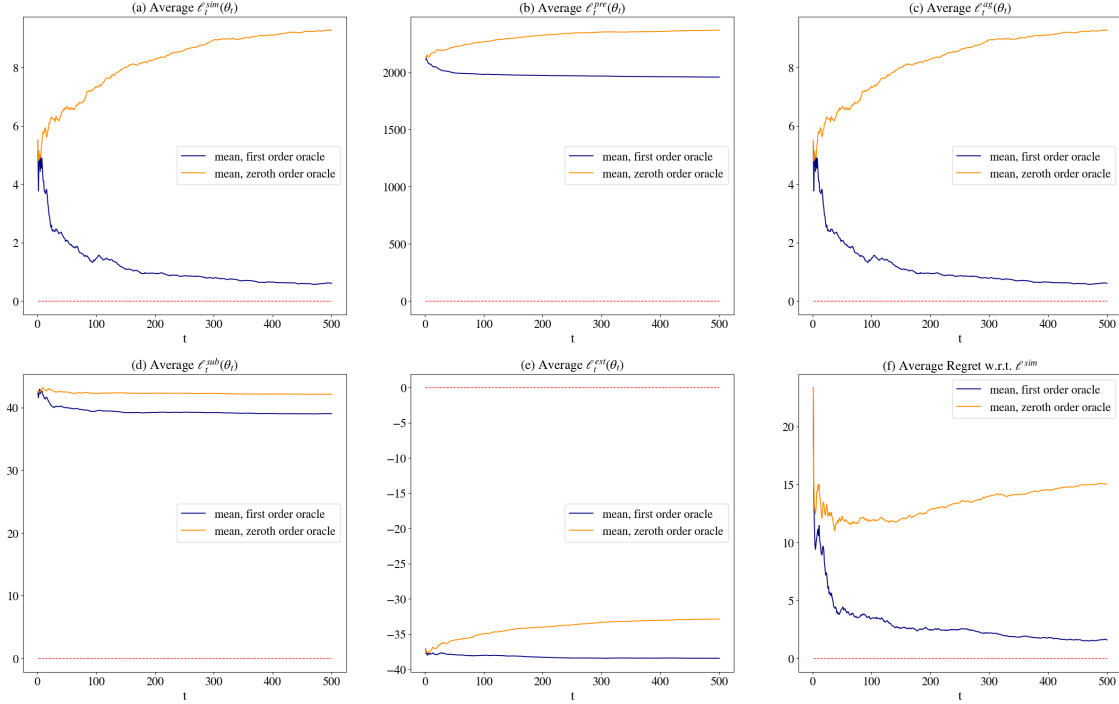 (a) Average ℓ_t^{sim}(θ_t)
8
6
4
2
0
mean, first order oracle
mean, zeroth order oracle
0 100 200 300 400 500
t
(b) Average ℓ_t^{pre}(θ_t)
2000
1500
1000
500
0
mean, first order oracle
mean, zeroth order oracle
0 100 200 300 400 500
t
(c) Average ℓ_t^{ag}(θ_t)
8
6
4
2
0
mean, first order oracle
mean, zeroth order oracle
0 100 200 300 400 500
t
(d) Average ℓ_t^{sub}(θ_t)
40
30
20
10
0
mean, first order oracle
mean, zeroth order oracle
0 100 200 300 400 500
t
(e) Average ℓ_t^{est}(θ_t)
0
−5
−10
−15
−20
−25
−30
−35
−40
mean, first order oracle
mean, zeroth order oracle
0 100 200 300 400 500
t
(f) Average Regret w.r.t. ℓ^{sim}
20
15
10
5
0
mean, first order oracle
mean, zeroth order oracle
0 100 200 300 400 500
t